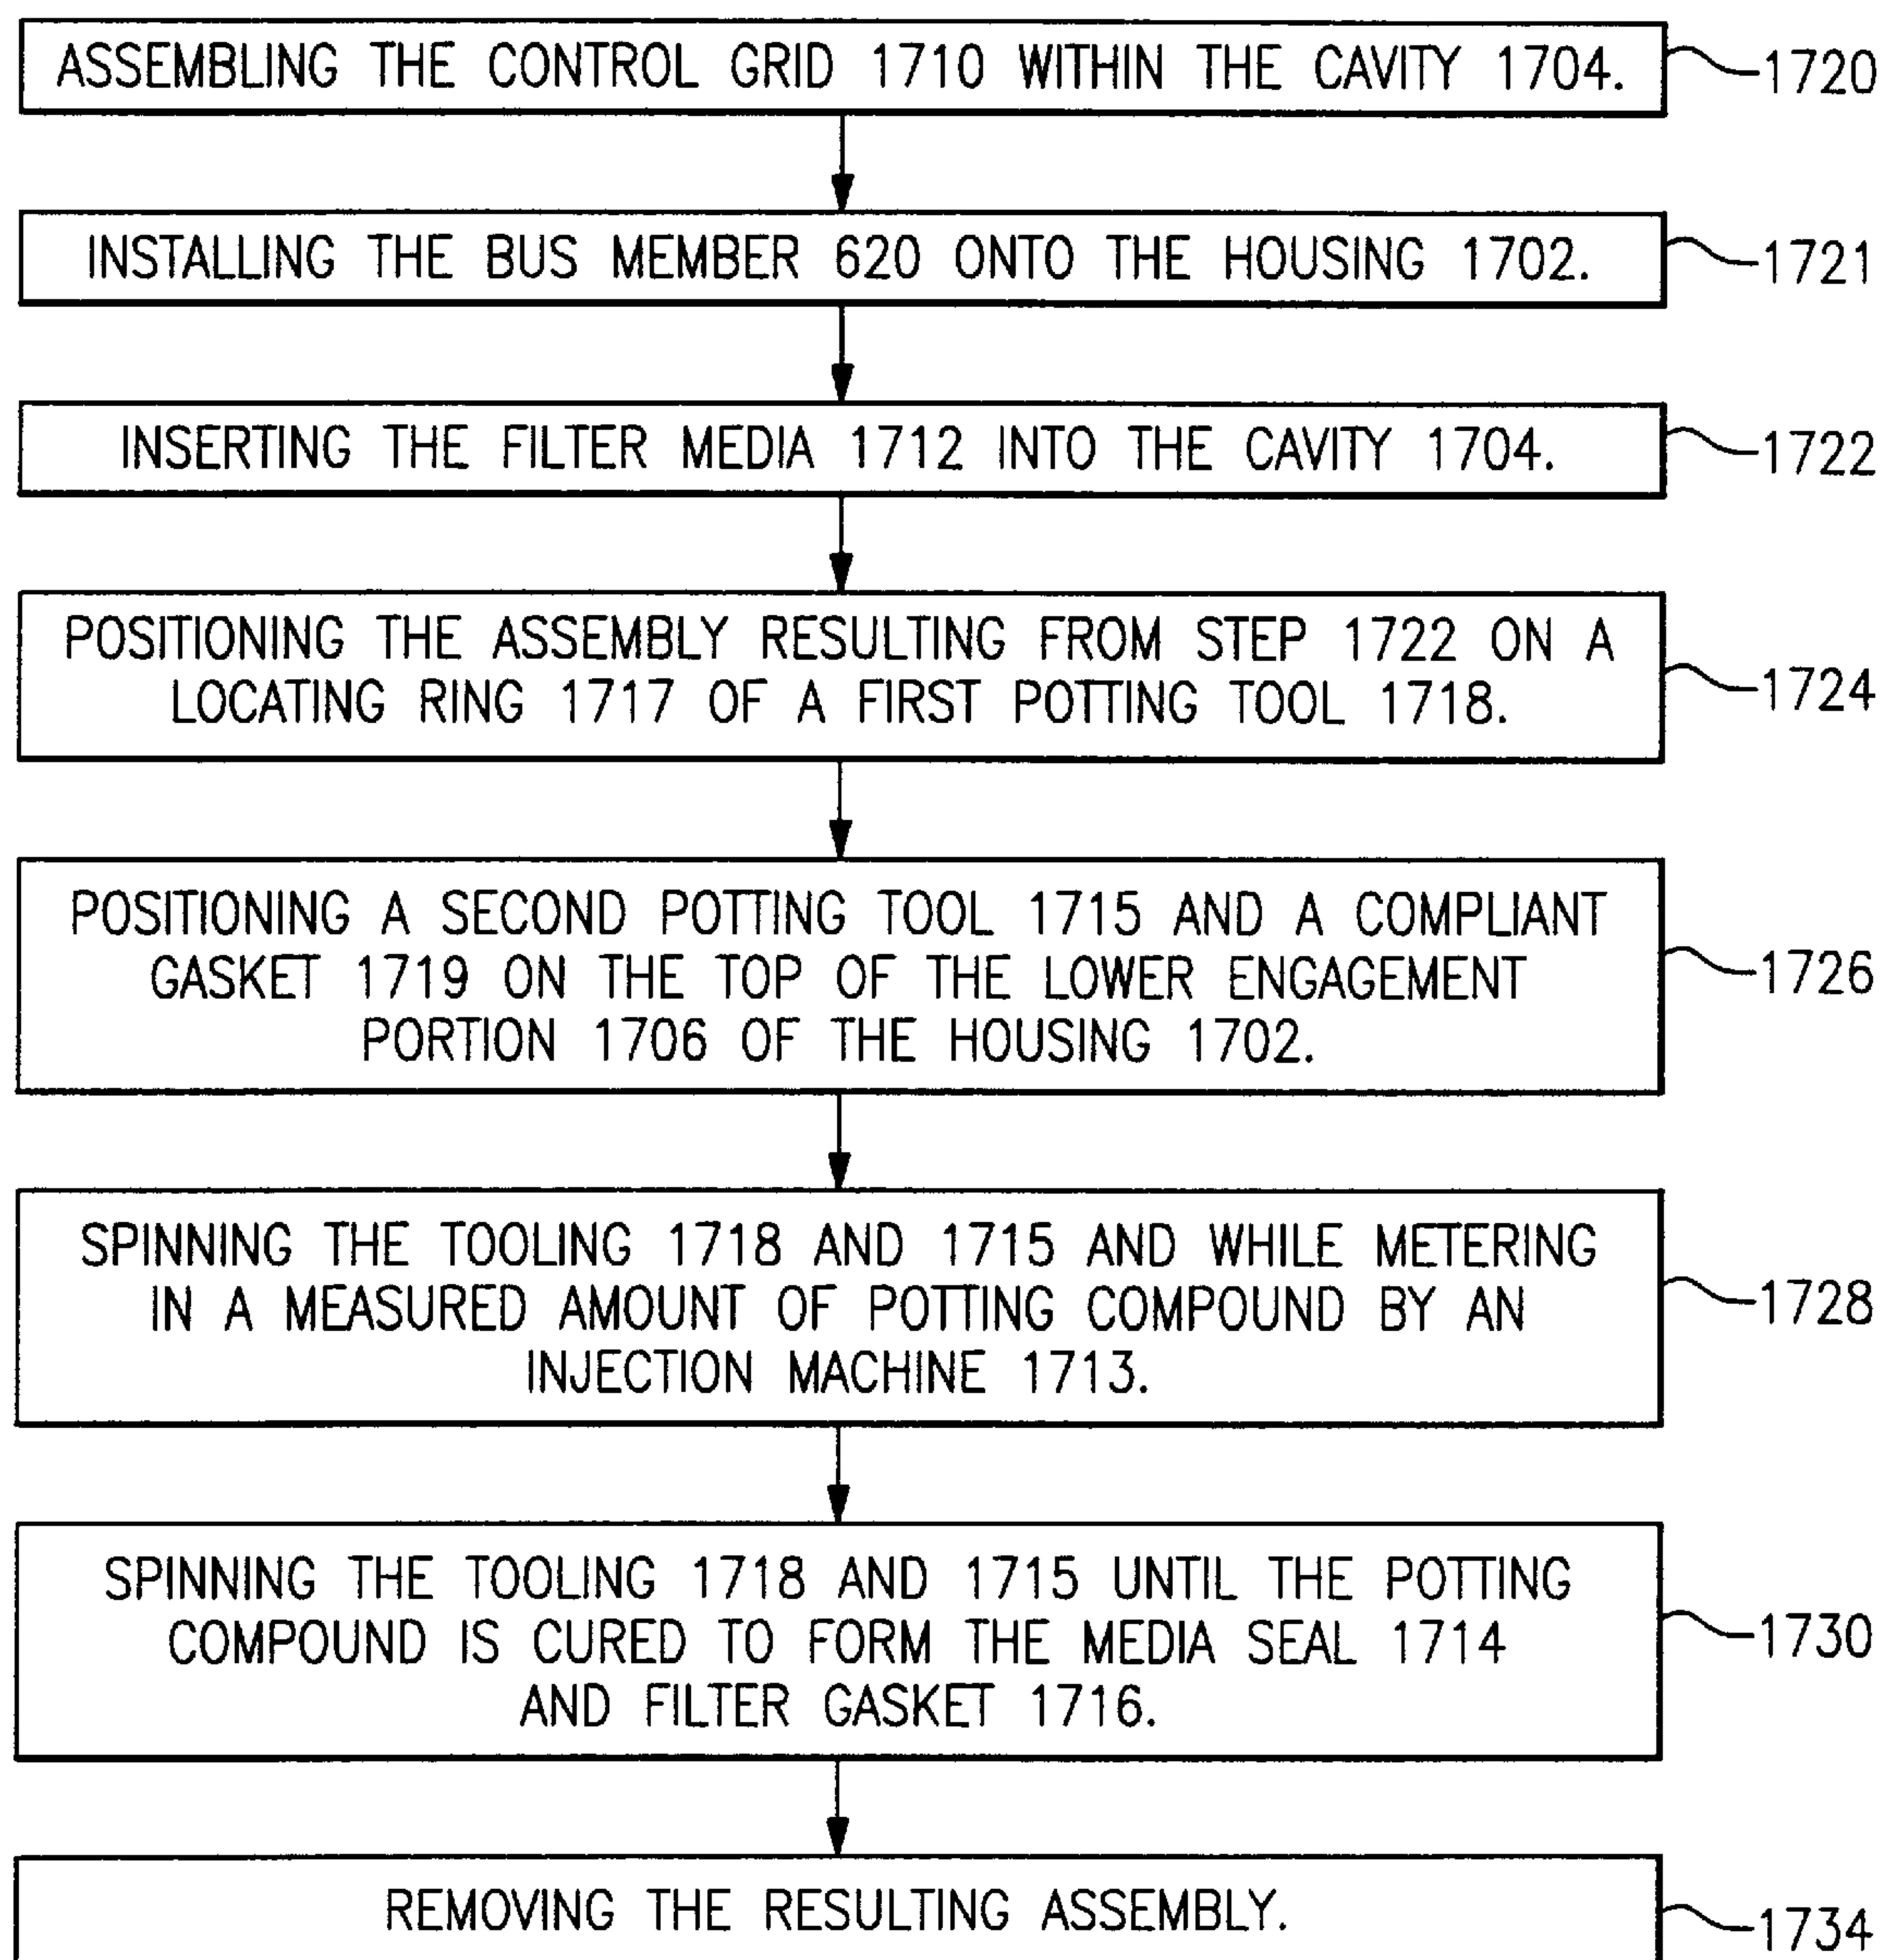 ASSEMBLING THE CONTROL GRID 1710 WITHIN THE CAVITY 1704.
1720
INSTALLING THE BUS MEMBER 620 ONTO THE HOUSING 1702.
1721
INSERTING THE FILTER MEDIA 1712 INTO THE CAVITY 1704.
1722
POSITIONING THE ASSEMBLY RESULTING FROM STEP 1722 ON A
LOCATING RING 1717 OF A FIRST POTTING TOOL 1718.
1724
POSITIONING A SECOND POTTING TOOL 1715 AND A COMPLIANT
GASKET 1719 ON THE TOP OF THE LOWER ENGAGEMENT
PORTION 1706 OF THE HOUSING 1702.
1726
SPINNING THE TOOLING 1718 AND 1715 AND WHILE METERING
IN A MEASURED AMOUNT OF POTTING COMPOUND BY AN
INJECTION MACHINE 1713.
1728
SPINNING THE TOOLING 1718 AND 1715 UNTIL THE POTTING
COMPOUND IS CURED TO FORM THE MEDIA SEAL 1714
AND FILTER GASKET 1716.
1730
REMOVING THE RESULTING ASSEMBLY.
1734